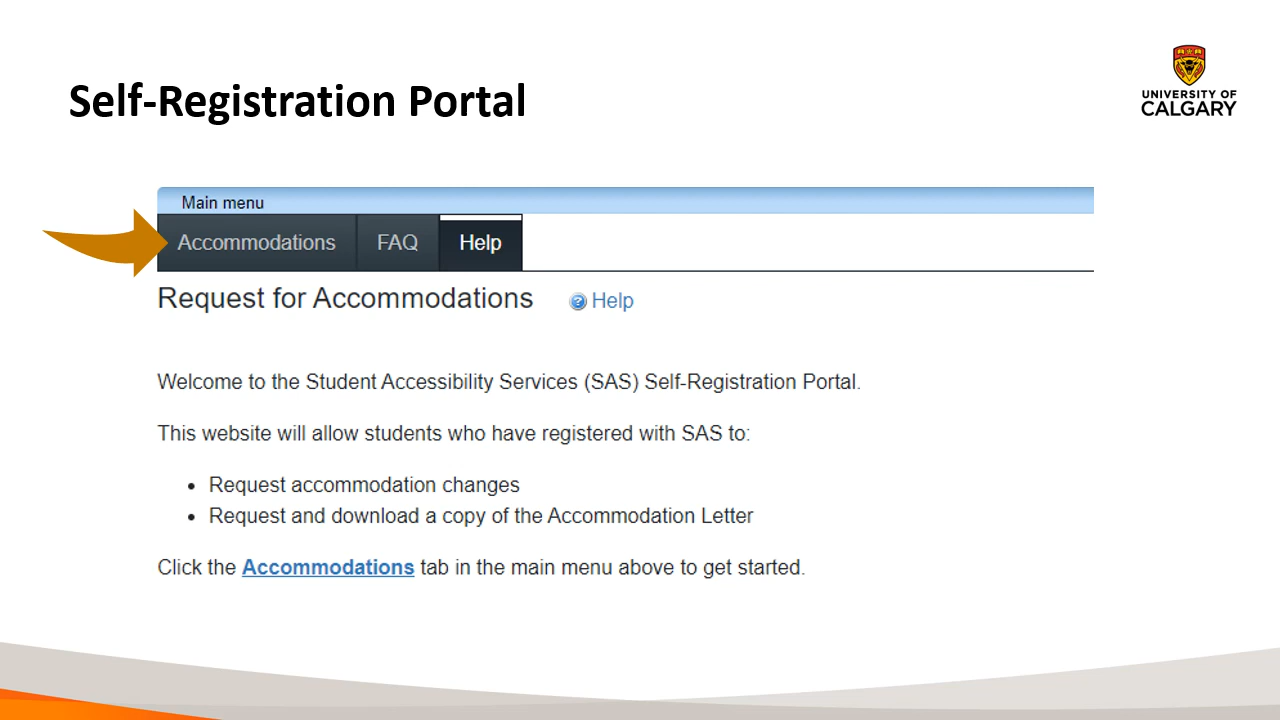 Self-Registration Portal
UNIVERSITY OF
CALGARY
Main menu
Accommodations FAQ Help
Request for Accommodations Help
Welcome to the Student Accessibility Services (SAS) Self-Registration Portal.
This website will allow students who have registered with SAS to:
• Request accommodation changes
• Request and download a copy of the Accommodation Letter
Click the Accommodations tab in the main menu above to get started.